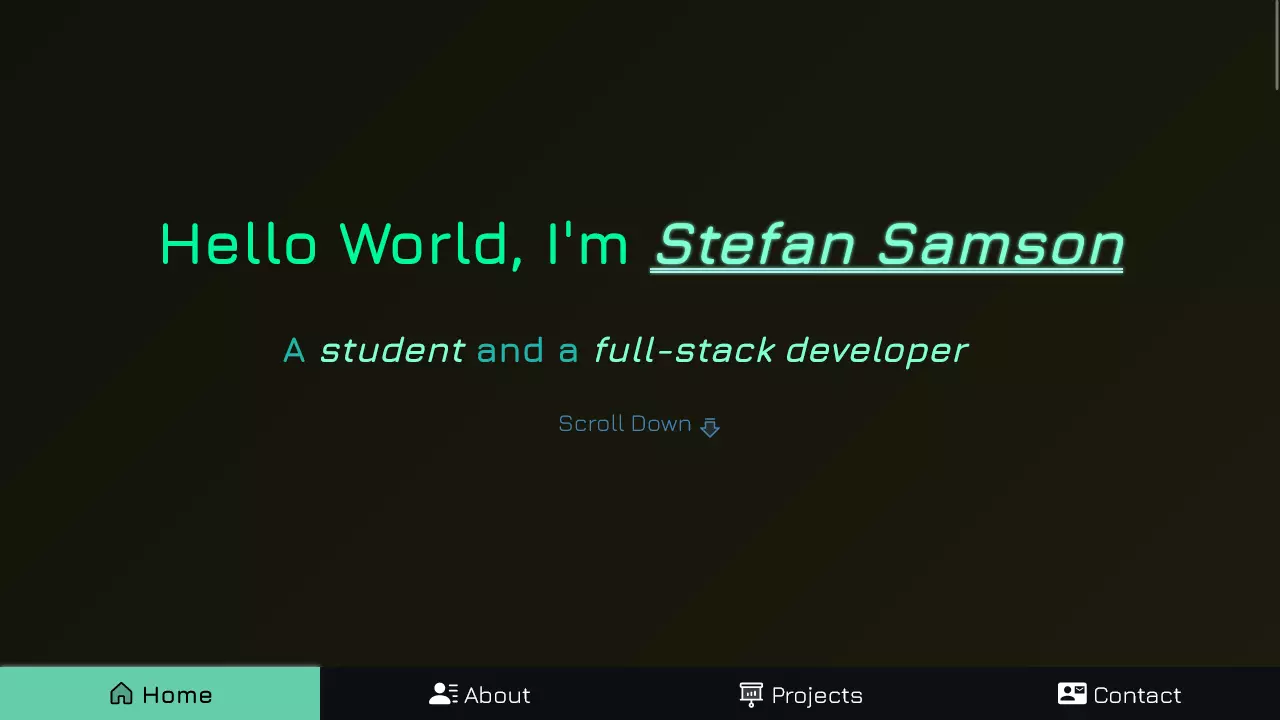 Hello World, I'm Stefan Samson
A student and a full-stack developer
Scroll Down
Home About Projects Contact